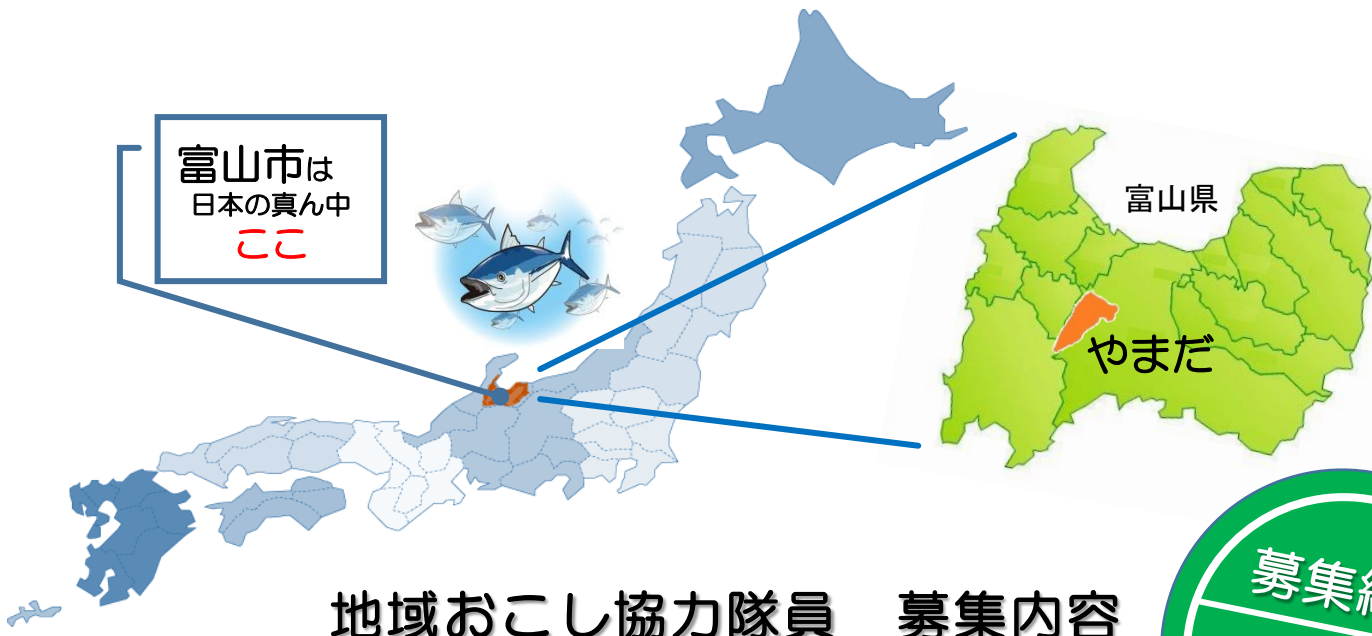 富山市は
日本の真ん中
ここ
富山県
やまだ
地域おこし協力隊員 募集内容
募集